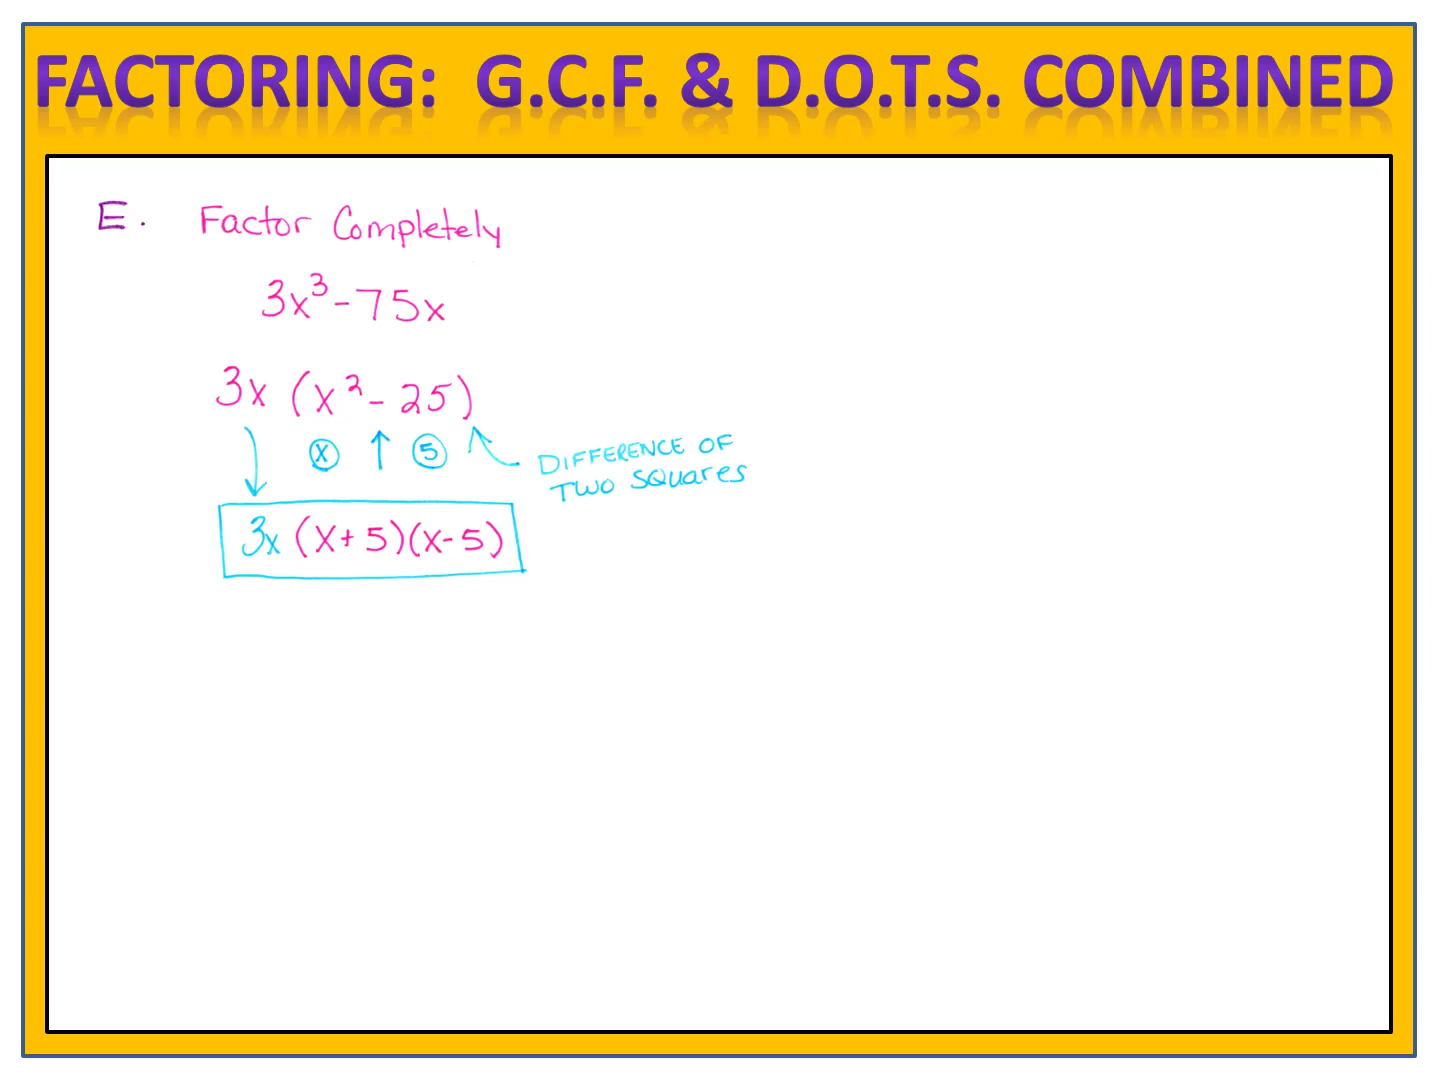 FACTORING: G.C.F. & D.O.T.S. COMBINED
E. Factor Completely
3x³-75x
3x (x²- 25)
X ↑ 5
DIFFERENCE OF
TWO SQUARES
3x (x+5)(x-5)